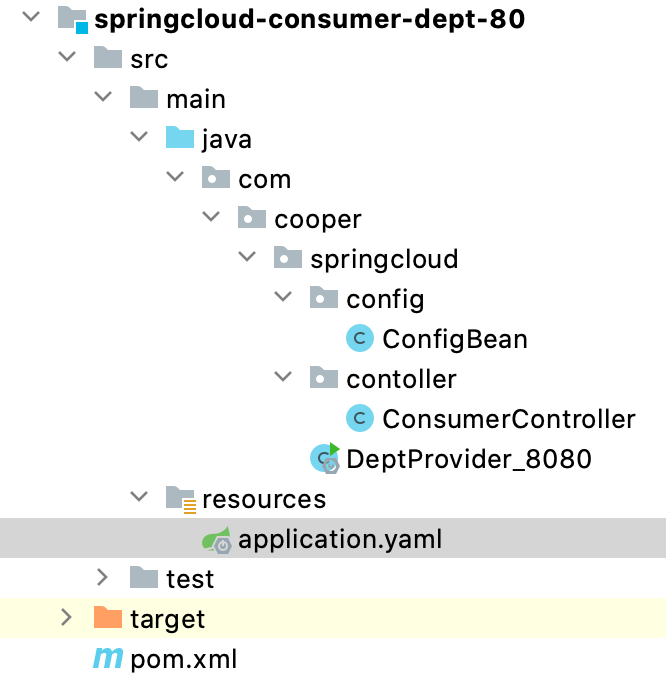 springcloud-consumer-dept-80
src
main
java
com
cooper
springcloud
config
C ConfigBean
contoller
C ConsumerController
C DeptProvider_8080
resources
application.yaml
test
target
m pom.xml